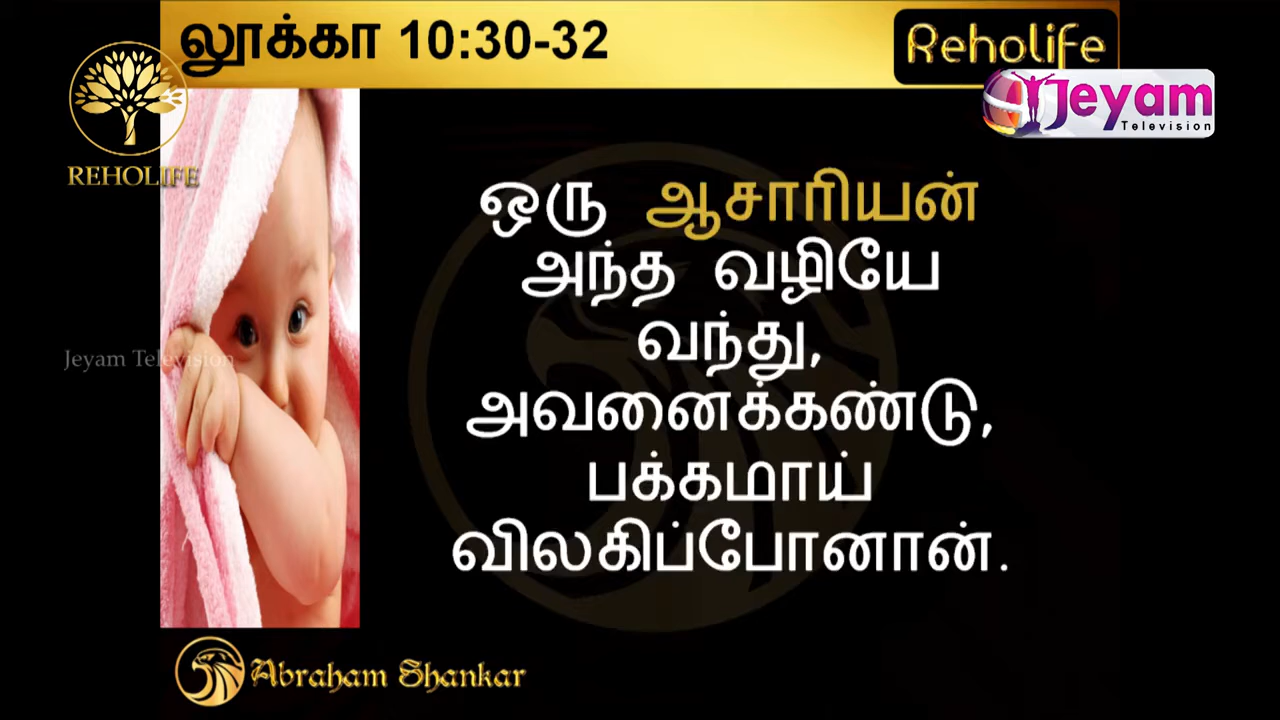 லூக்கா 10:30-32
Reholife
Jeyam
Television
REHOLIFE
ஒரு ஆசாரியன்
அந்த வழியே
வந்து,
Jeyam Television
அவனைக்கண்டு,
பக்கமாய்
விலகிப்போனான்.
Abraham Shankar